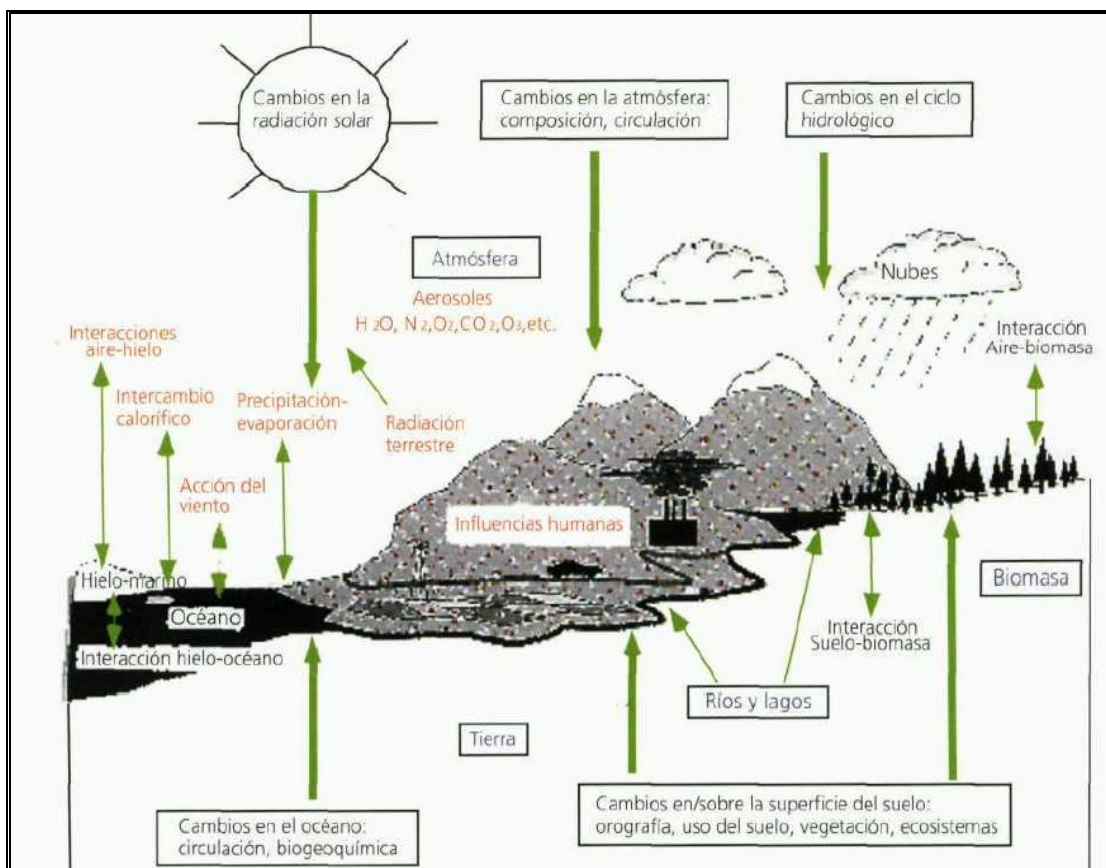 Cambios en la
radiación solar
Cambios en la atmósfera:
composición, circulación
Cambios en el ciclo
hidrológico
Atmósfera
Aerosoles
H2O, N2,O2,CO2,O3,etc.
Nubes
Interacción
Aire-biomasa
Interacciones
aire-hielo
Intercambio
calorífico
Precipitación-
evaporación
Radiación
terrestre
Acción del
viento
Influencias humanas
Hielo-marino
Océano
Interacción hielo-océano
Biomasa
Interacción
Suelo-biomasa
Ríos y lagos
Tierra
Cambios en el océano:
circulación, biogeoquímica
Cambios en/sobre la superficie del suelo:
orografía, uso del suelo, vegetación, ecosistemas